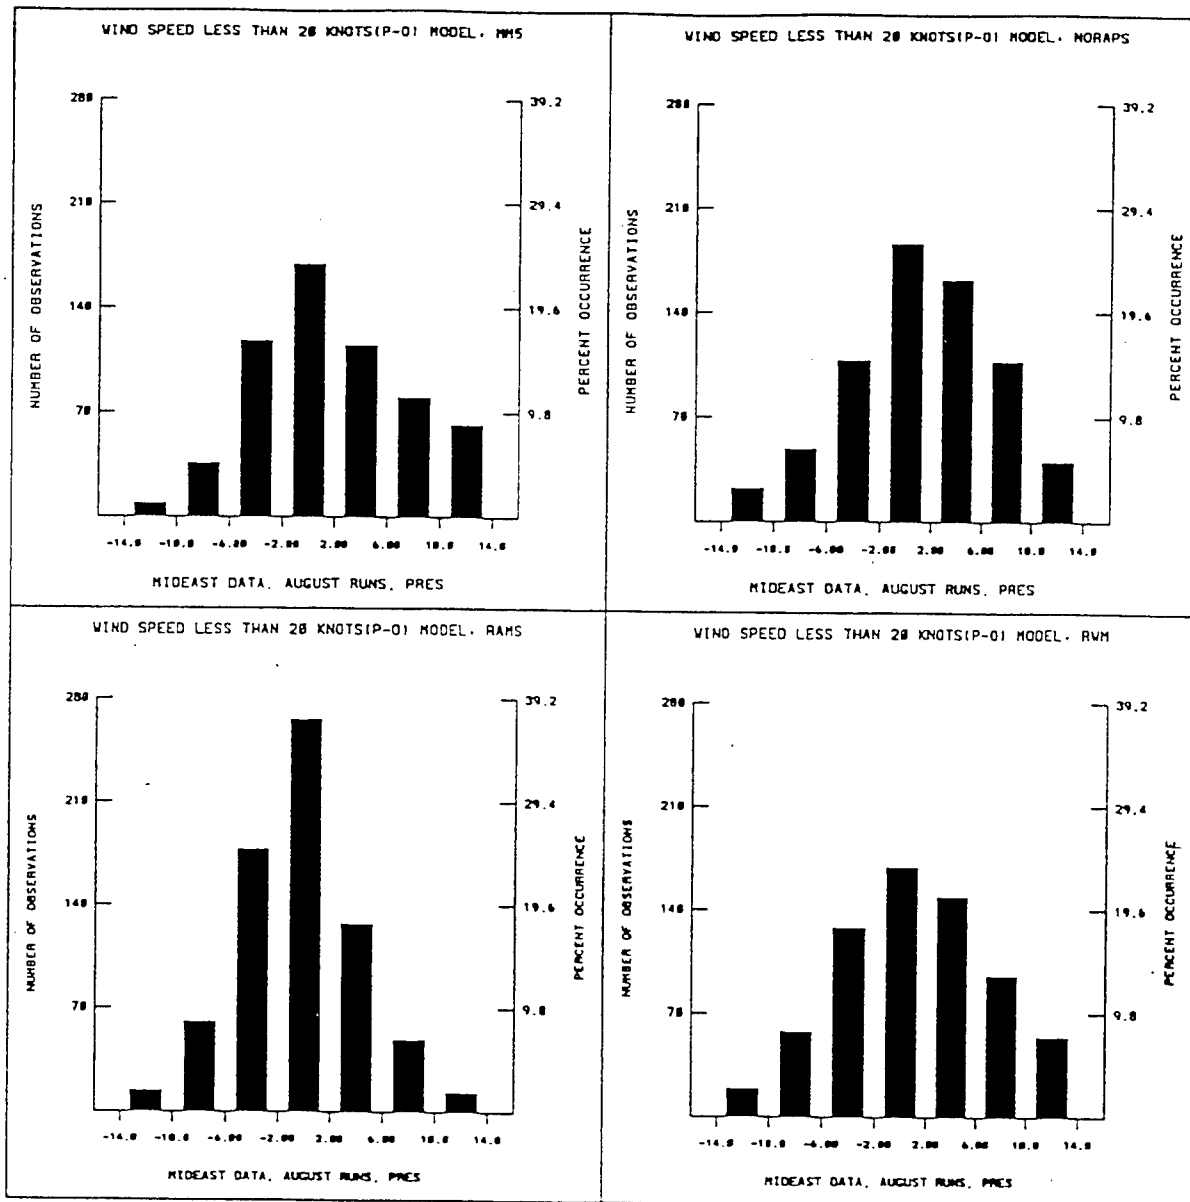 WIND SPEED LESS THAN 20 KNOTS(P-O) MODEL. MM5
280
210
140
70
NUMBER OF OBSERVATIONS
39.2
29.4
19.6
9.8
PERCENT OCCURRENCE
-14.0 -10.0 -6.00 -2.00 2.00 6.00 10.0 14.0
MIDEAST DATA, AUGUST RUNS, PRES
WIND SPEED LESS THAN 20 KNOTS(P-O) MODEL. NORAPS
280
210
140
70
NUMBER OF OBSERVATIONS
39.2
29.4
19.6
9.8
PERCENT OCCURRENCE
-14.0 -10.0 -6.00 -2.00 2.00 6.00 10.0 14.0
MIDEAST DATA, AUGUST RUNS, PRES
WIND SPEED LESS THAN 20 KNOTS(P-O) MODEL. RAMS
280
210
140
70
NUMBER OF OBSERVATIONS
39.2
29.4
19.6
9.8
PERCENT OCCURRENCE
-14.0 -10.0 -6.00 -2.00 2.00 6.00 10.0 14.0
MIDEAST DATA, AUGUST RUNS, PRES
WIND SPEED LESS THAN 20 KNOTS(P-O) MODEL. RWM
280
210
140
70
NUMBER OF OBSERVATIONS
39.2
29.4
19.6
9.8
PERCENT OCCURRENCE
-14.0 -10.0 -6.00 -2.00 2.00 6.00 10.0 14.0
MIDEAST DATA, AUGUST RUNS, PRES